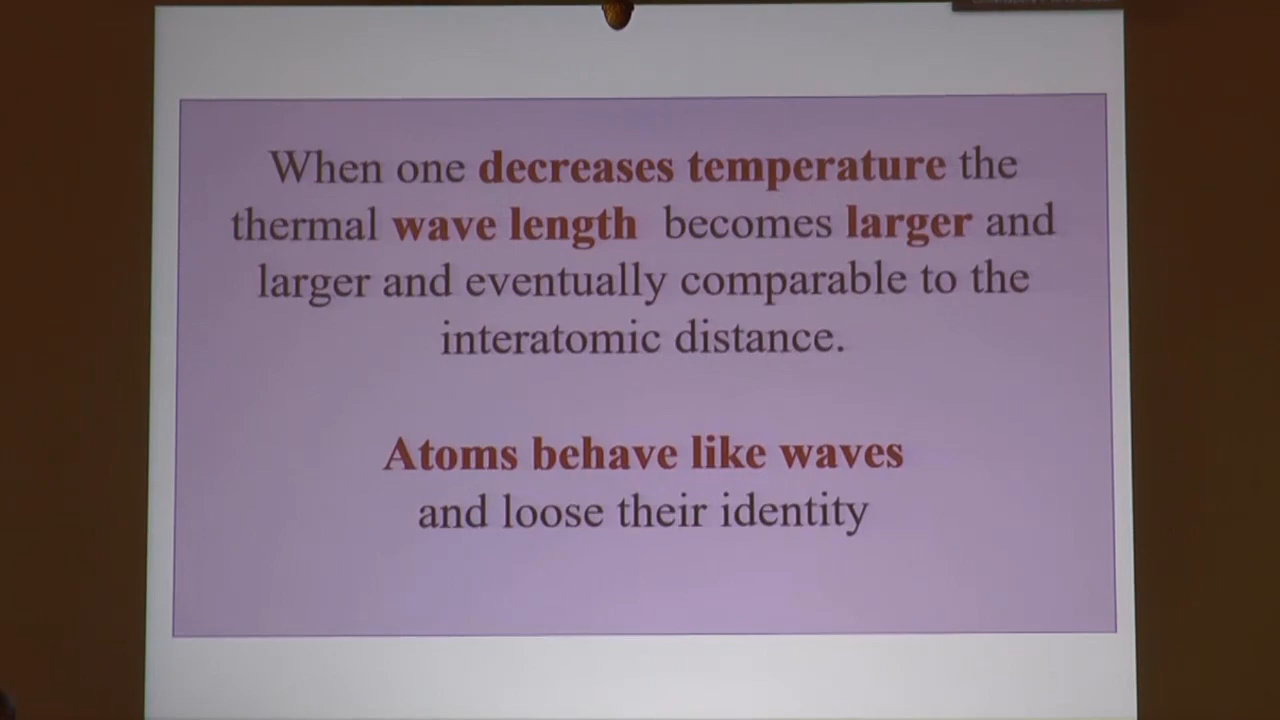 When one decreases temperature the
thermal wave length becomes larger and
larger and eventually comparable to the
interatomic distance.
Atoms behave like waves
and loose their identity